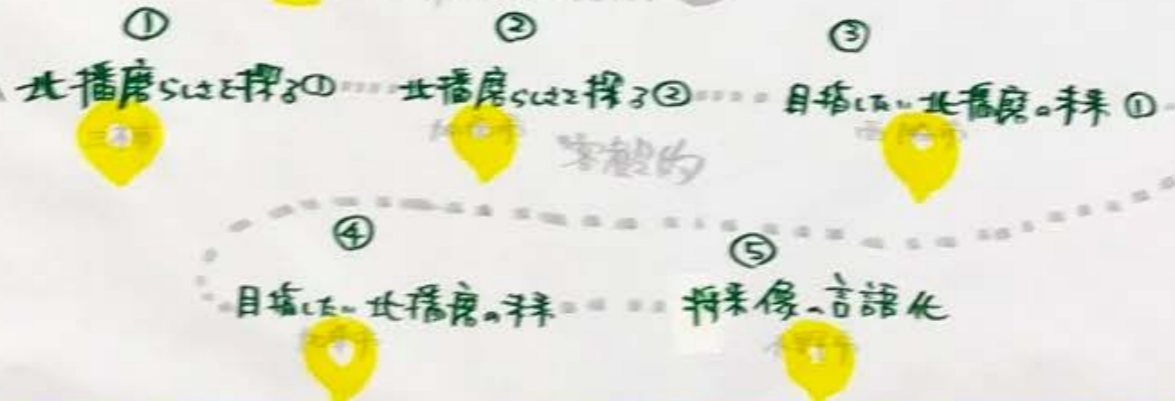 ① ② ③
北播磨らしさを探る① 北播磨らしさを探る② 目指したい北播磨の未来①
客観的
④ ⑤
目指したい北播磨の未来 将来像の言語化